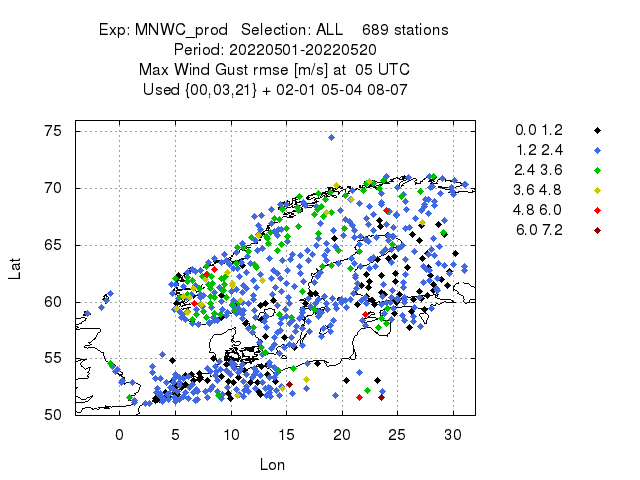 Exp: MNWC_prod   Selection: ALL    689 stations
Period: 20220501-20220520
Max Wind Gust rmse [m/s] at  05 UTC
Used {00,03,21} + 02-01 05-04 08-07
0.0 1.2
1.2 2.4
2.4 3.6
3.6 4.8
4.8 6.0
6.0 7.2
75
70
65
60
55
50
Lat
0 5 10 15 20 25 30
Lon